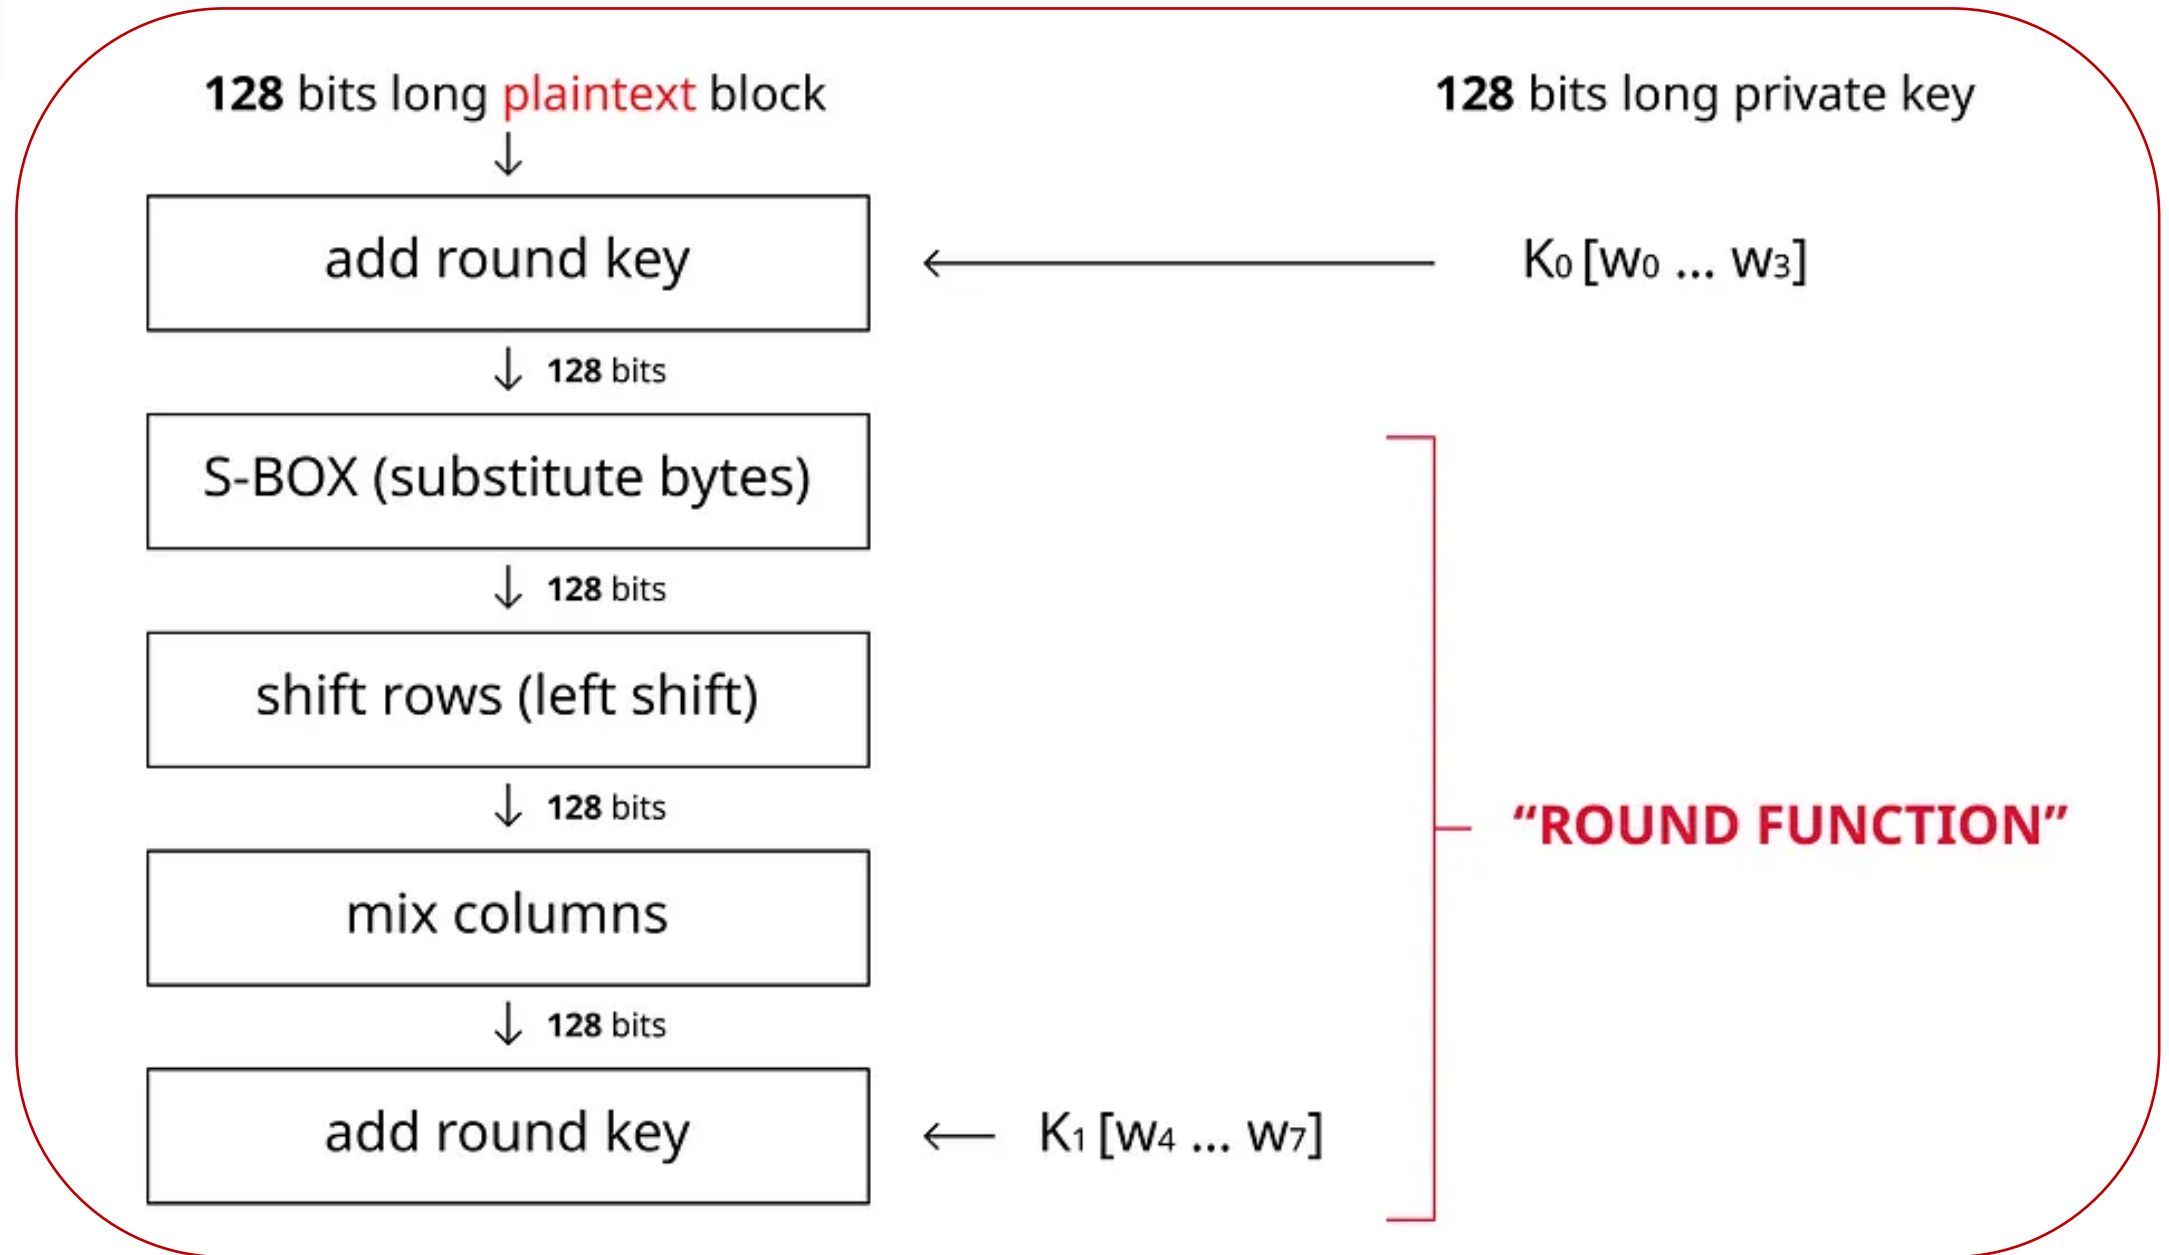 128 bits long plaintext block
128 bits long private key
add round key
K₀ [w₀ ... w₃]
128 bits
S-BOX (substitute bytes)
128 bits
shift rows (left shift)
128 bits
“ROUND FUNCTION”
mix columns
128 bits
add round key
K₁ [w₄ ... w₇]